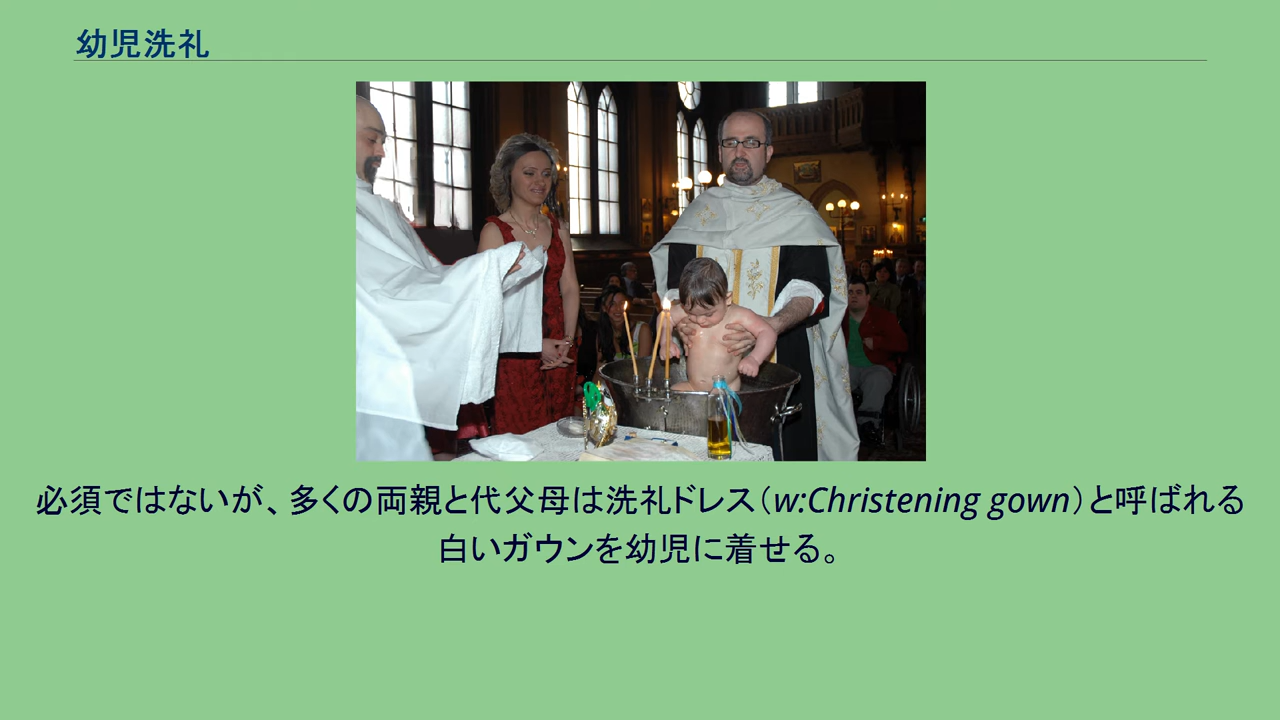 幼児洗礼
必須ではないが、多くの両親と代父母は洗礼ドレス（w:Christening gown）と呼ばれる
白いガウンを幼児に着せる。